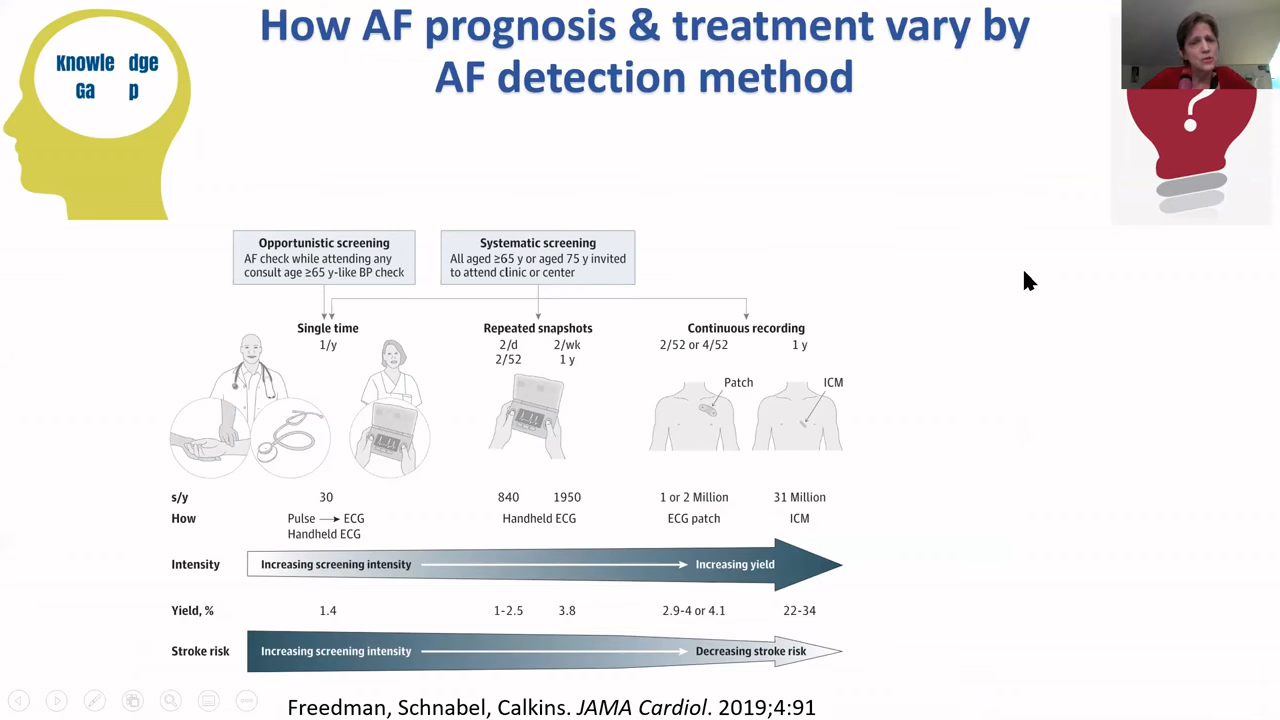 How AF prognosis & treatment vary by
AF detection method
Knowle dge
Ga p
?
Opportunistic screening
AF check while attending any
consult age ≥65 y-like BP check
Systematic screening
All aged ≥65 y or aged 75 y invited
to attend clinic or center
Single time
1/y
Repeated snapshots
2/d 2/wk
2/52 1 y
Continuous recording
2/52 or 4/52 1 y
Patch
ICM
s/y 30 840 1950 1 or 2 Million 31 Million
How Pulse → ECG Handheld ECG ECG patch ICM
Handheld ECG
Intensity Increasing screening intensity Increasing yield
Yield, % 1.4 1-2.5 3.8 2.9-4 or 4.1 22-34
Stroke risk Increasing screening intensity Decreasing stroke risk
Freedman, Schnabel, Calkins. JAMA Cardiol. 2019;4:91